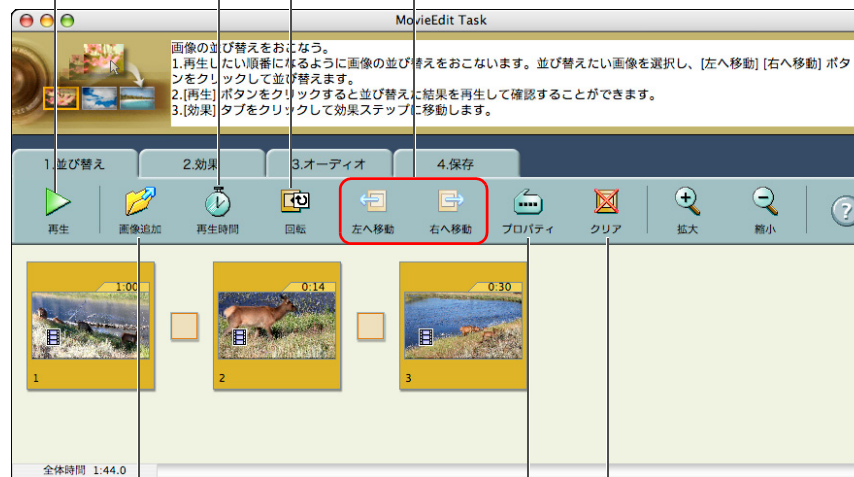 MovieEdit Task
画像の並び替えをおこなう。
1.再生したい順番になるように画像の並び替えをおこないます。並び替えたい画像を選択し、[左へ移動] [右へ移動] ボタ
ンをクリックして並び替えます。
2.[再生] ボタンをクリックすると並び替えた結果を再生して確認することができます。
3.[効果] タブをクリックして効果ステップに移動します。
1.並び替え 2.効果 3.オーディオ 4.保存
再生 画像追加 再生時間 回転 左へ移動 右へ移動 プロパティ クリア 拡大 縮小 ?
1:00 0:14 0:30
1 2 3
全体時間 1:44.0